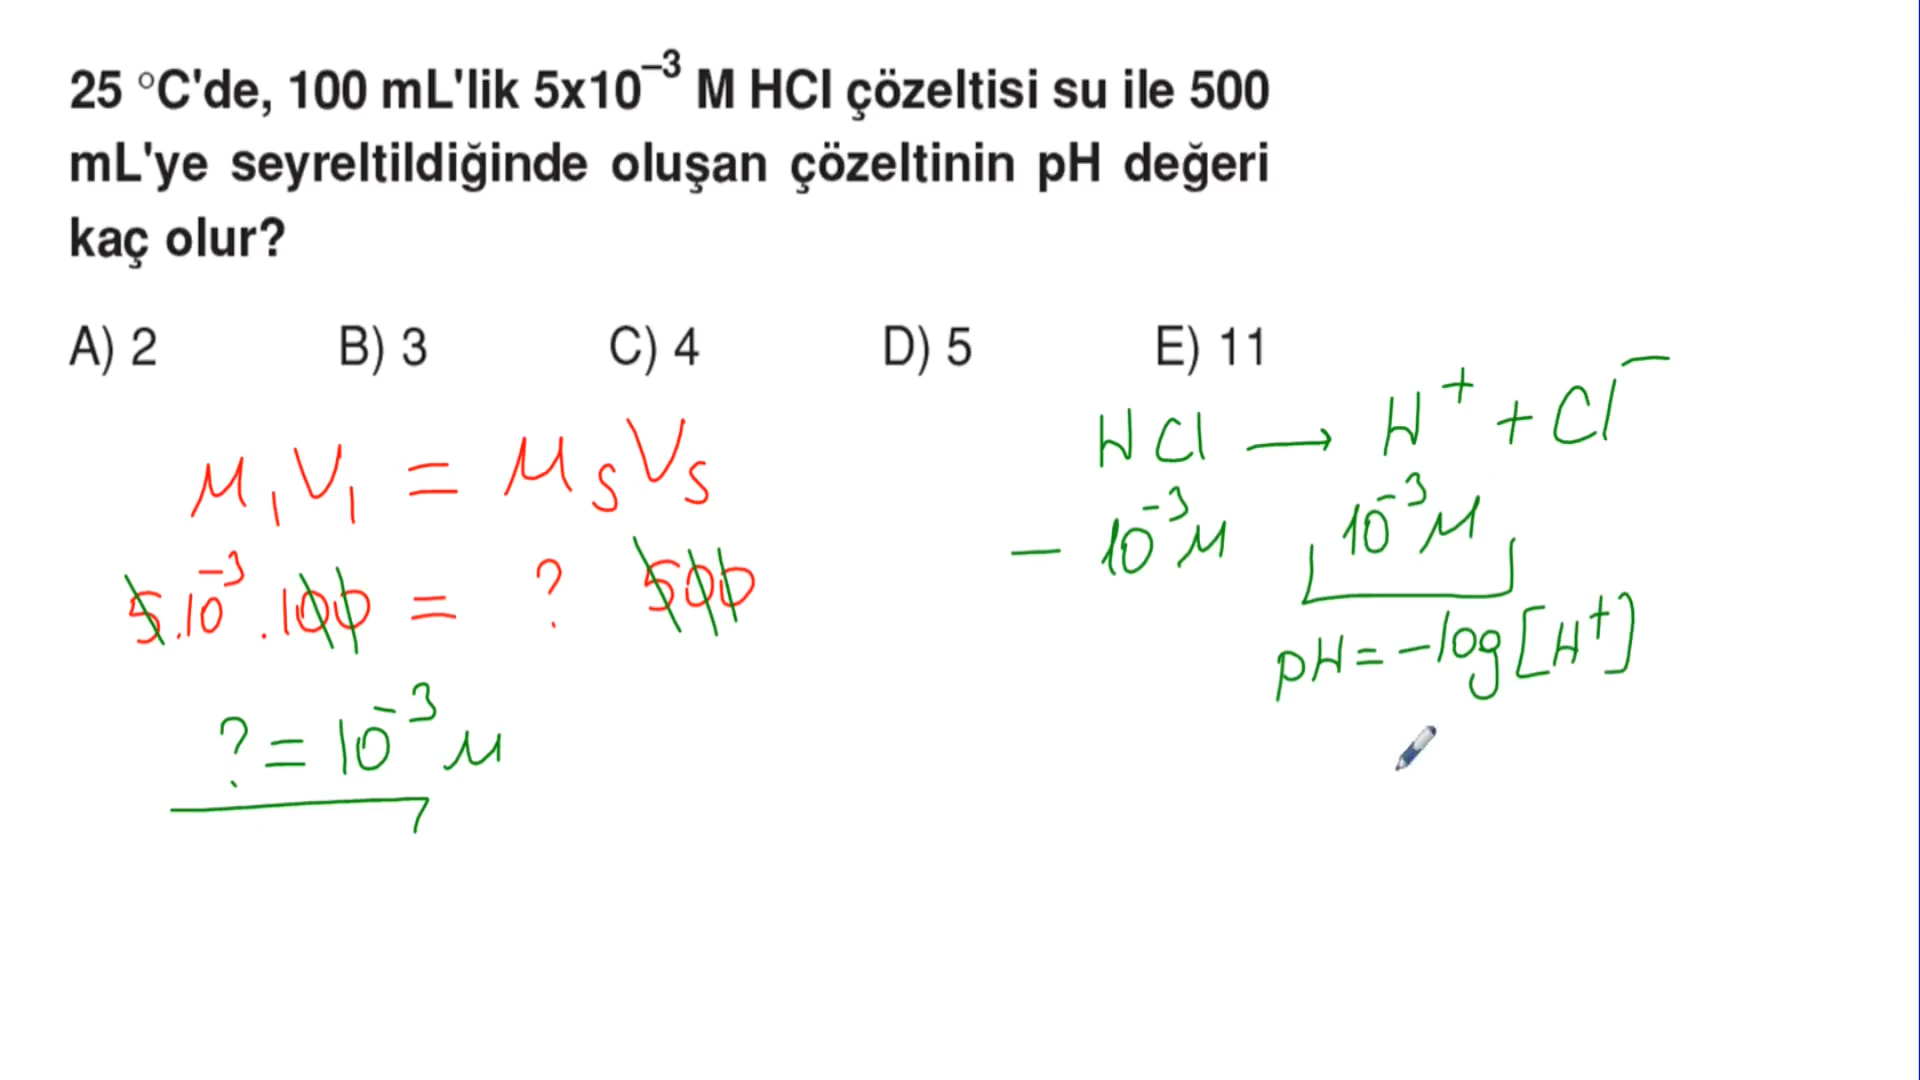 25 °C'de, 100 mL'lik 5x10⁻³ M HCl çözeltisi su ile 500
mL'ye seyreltildiğinde oluşan çözeltinin pH değeri
kaç olur?
A) 2 B) 3 C) 4 D) 5 E) 11
M₁V₁ = MₛVₛ
5.10⁻³.100 = ? 500
? = 10⁻³ M
HCl → H⁺ + Cl⁻
– 10⁻³M 10⁻³M
pH = -log[H⁺]